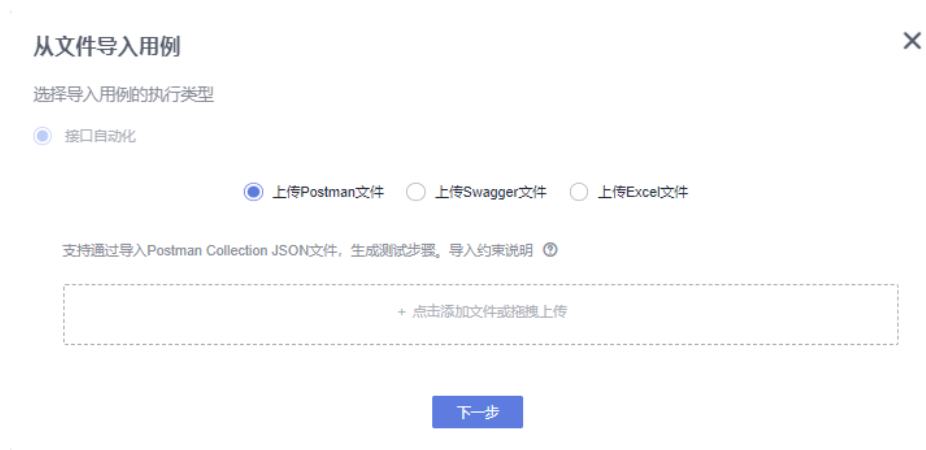 从文件导入用例
选择导入用例的执行类型
接口自动化
上传Postman文件 上传Swagger文件 上传Excel文件
支持通过导入Postman Collection JSON文件，生成测试步骤。导入约束说明
+ 点击添加文件或拖拽上传
下一步